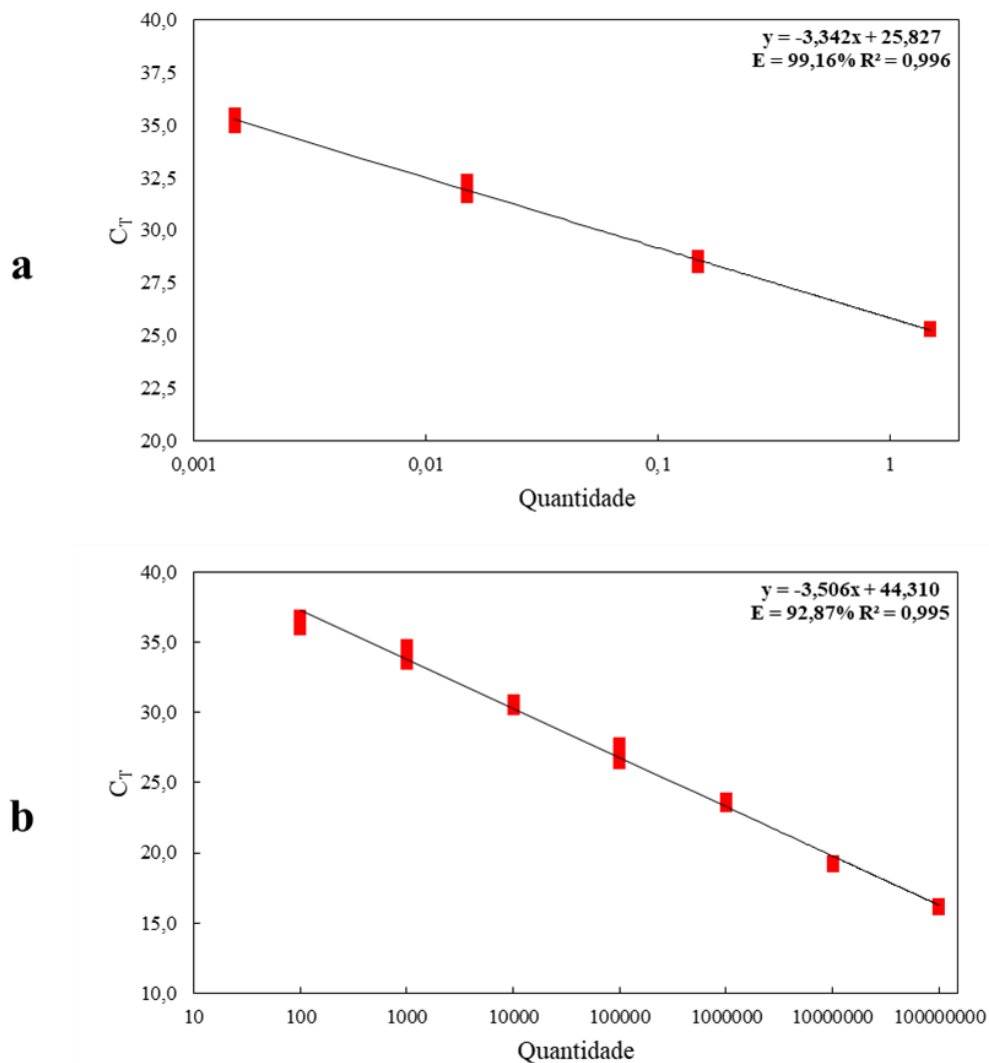 a
40,0
37,5
35,0
32,5
30,0
27,5
25,0
22,5
20,0
C_T
y = -3,342x + 25,827
E = 99,16% R² = 0,996
0,001 0,01 0,1 1
Quantidade
b
40,0
35,0
30,0
25,0
20,0
15,0
10,0
C_T
y = -3,506x + 44,310
E = 92,87% R² = 0,995
10 100 1000 10000 100000 1000000 10000000 100000000
Quantidade